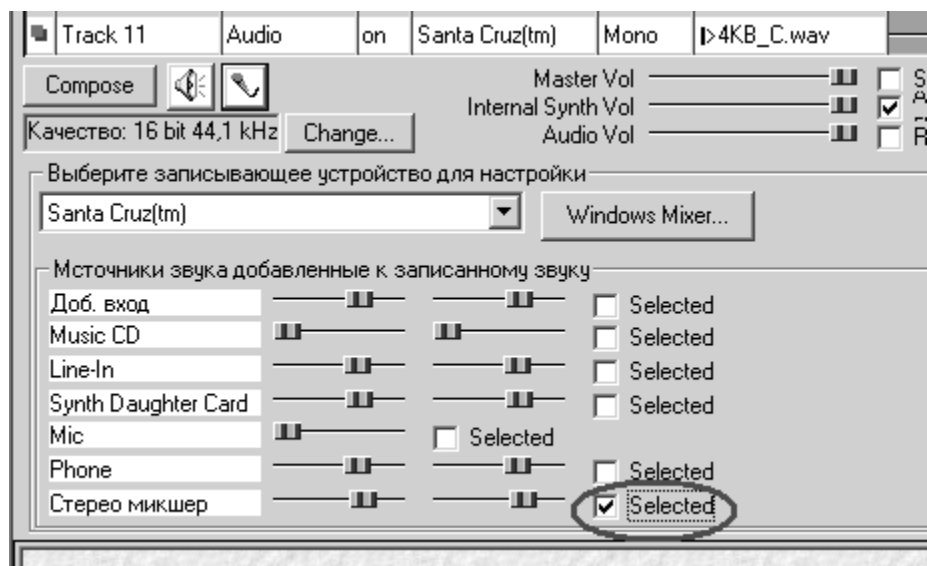 Track 11 Audio on Santa Cruz(tm) Mono 4KB_C.wav
Compose Master Vol S
Internal Synth Vol
Качество: 16 bit 44,1 kHz Change... Audio Vol R
Выберите записывающее устройство для настройки
Santa Cruz(tm) Windows Mixer...
Мсточники звука добавленные к записанному звуку
Доб. вход Selected
Music CD Selected
Line-In Selected
Synth Daughter Card Selected
Mic Selected
Phone Selected
Стерео микшер Selected